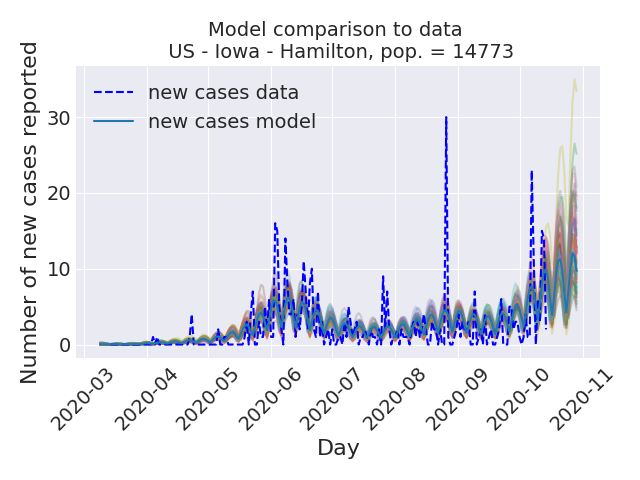 Model comparison to data
US - Iowa - Hamilton, pop. = 14773
Number of new cases reported
new cases data
new cases model
30
20
10
0
2020-03
2020-04
2020-05
2020-06
2020-07
2020-08
2020-09
2020-10
2020-11
Day